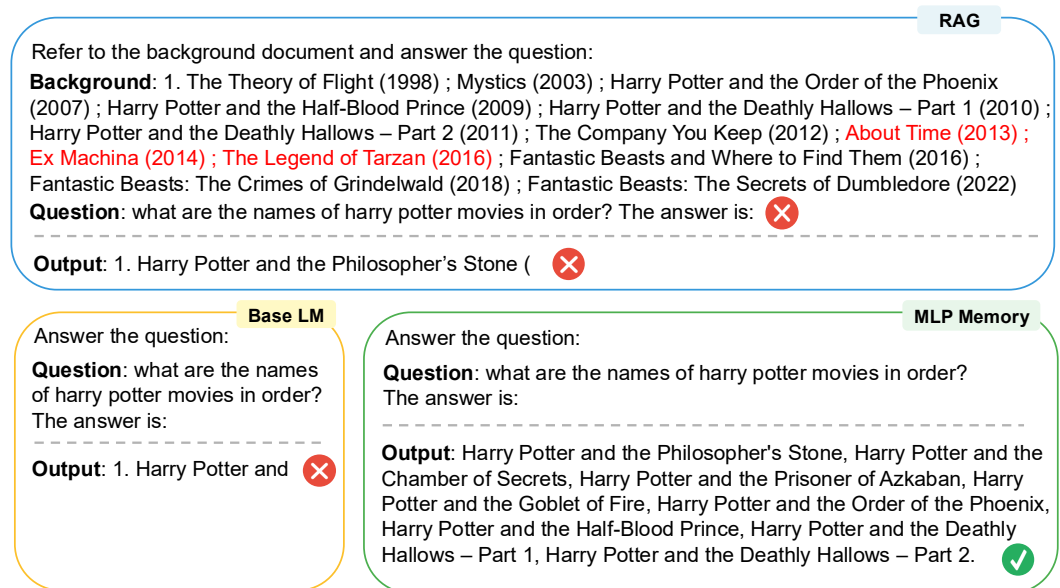 RAG
Refer to the background document and answer the question:
Background: 1. The Theory of Flight (1998) ; Mystics (2003) ; Harry Potter and the Order of the Phoenix
(2007) ; Harry Potter and the Half-Blood Prince (2009) ; Harry Potter and the Deathly Hallows – Part 1 (2010) ;
Harry Potter and the Deathly Hallows – Part 2 (2011) ; The Company You Keep (2012) ; About Time (2013) ;
Ex Machina (2014) ; The Legend of Tarzan (2016) ; Fantastic Beasts and Where to Find Them (2016) ;
Fantastic Beasts: The Crimes of Grindelwald (2018) ; Fantastic Beasts: The Secrets of Dumbledore (2022)
Question: what are the names of harry potter movies in order? The answer is:
Output: 1. Harry Potter and the Philosopher’s Stone (
Base LM
Answer the question:
Question: what are the names
of harry potter movies in order?
The answer is:
Output: 1. Harry Potter and
MLP Memory
Answer the question:
Question: what are the names of harry potter movies in order?
The answer is:
Output: Harry Potter and the Philosopher's Stone, Harry Potter and the
Chamber of Secrets, Harry Potter and the Prisoner of Azkaban, Harry
Potter and the Goblet of Fire, Harry Potter and the Order of the Phoenix,
Harry Potter and the Half-Blood Prince, Harry Potter and the Deathly
Hallows – Part 1, Harry Potter and the Deathly Hallows – Part 2.